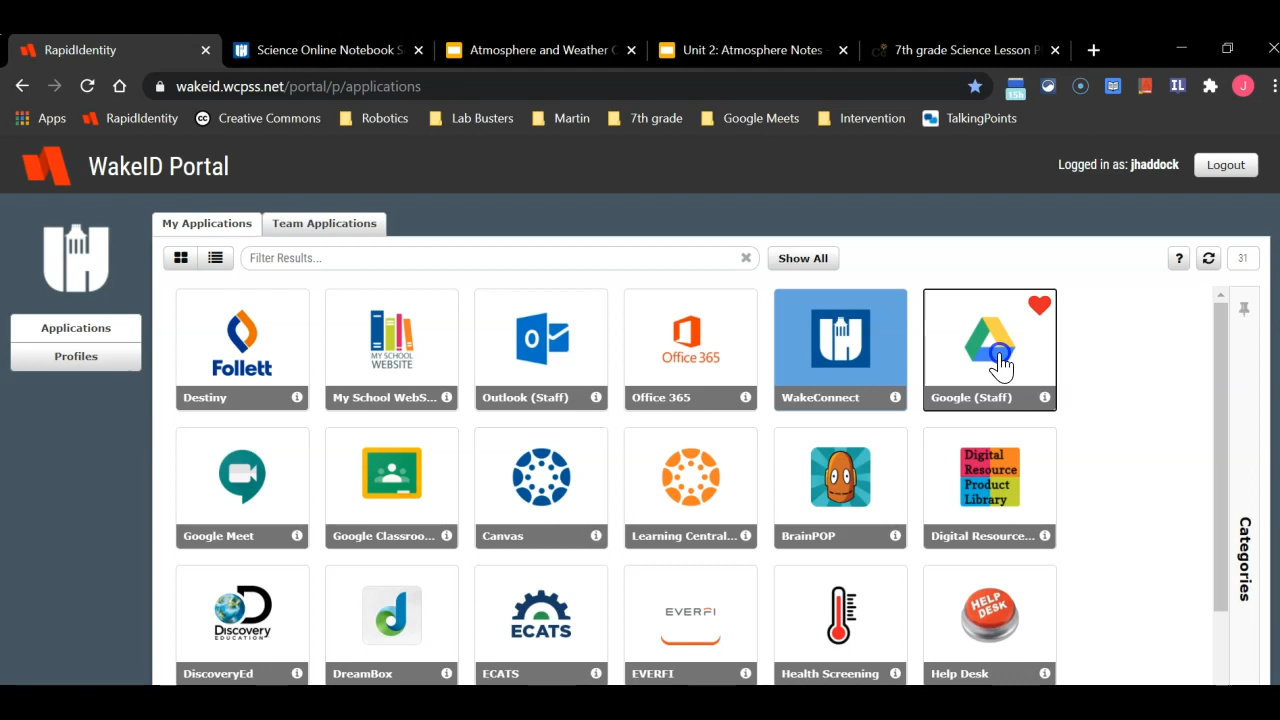 RapidIdentity
Science Online Notebook S
Atmosphere and Weather C
Unit 2: Atmosphere Notes -
7th grade Science Lesson P
wakeid.wcpss.net/portal/p/applications
15h
IL
J
Apps
RapidIdentity
cc
Creative Commons
Robotics
Lab Busters
Martin
7th grade
Google Meets
Intervention
TalkingPoints
WakeID Portal
Logged in as: jhaddock
Logout
My Applications
Team Applications
Applications
Profiles
Filter Results...
Show All
?
31
Follett
MY SCHOOL
WEBSITE
O
Office 365
Destiny
My School WebS...
Outlook (Staff)
Office 365
WakeConnect
Google (Staff)
Digital
Resource
Product
Library
Google Meet
Google Classroo...
Canvas
Learning Central...
BrainPOP
Digital Resource...
Categories
Discovery
EDUCATION
d
ECATS
EVERFI
HELP
DESK
DiscoveryEd
DreamBox
ECATS
EVERFI
Health Screening
Help Desk